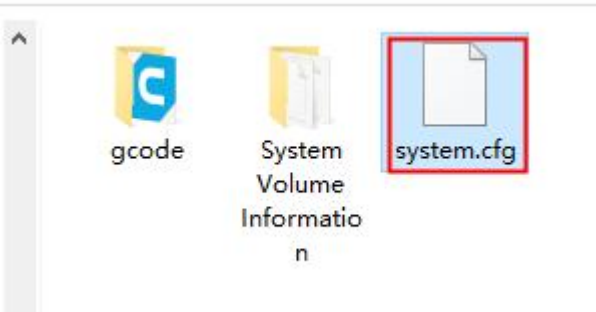 gcode
System
Volume
Informatio
n
system.cfg